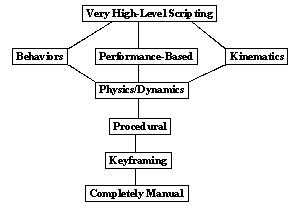 Very High-Level Scripting
Behaviors
Performance-Based
Kinematics
Physics/Dynamics
Procedural
Keyframing
Completely Manual